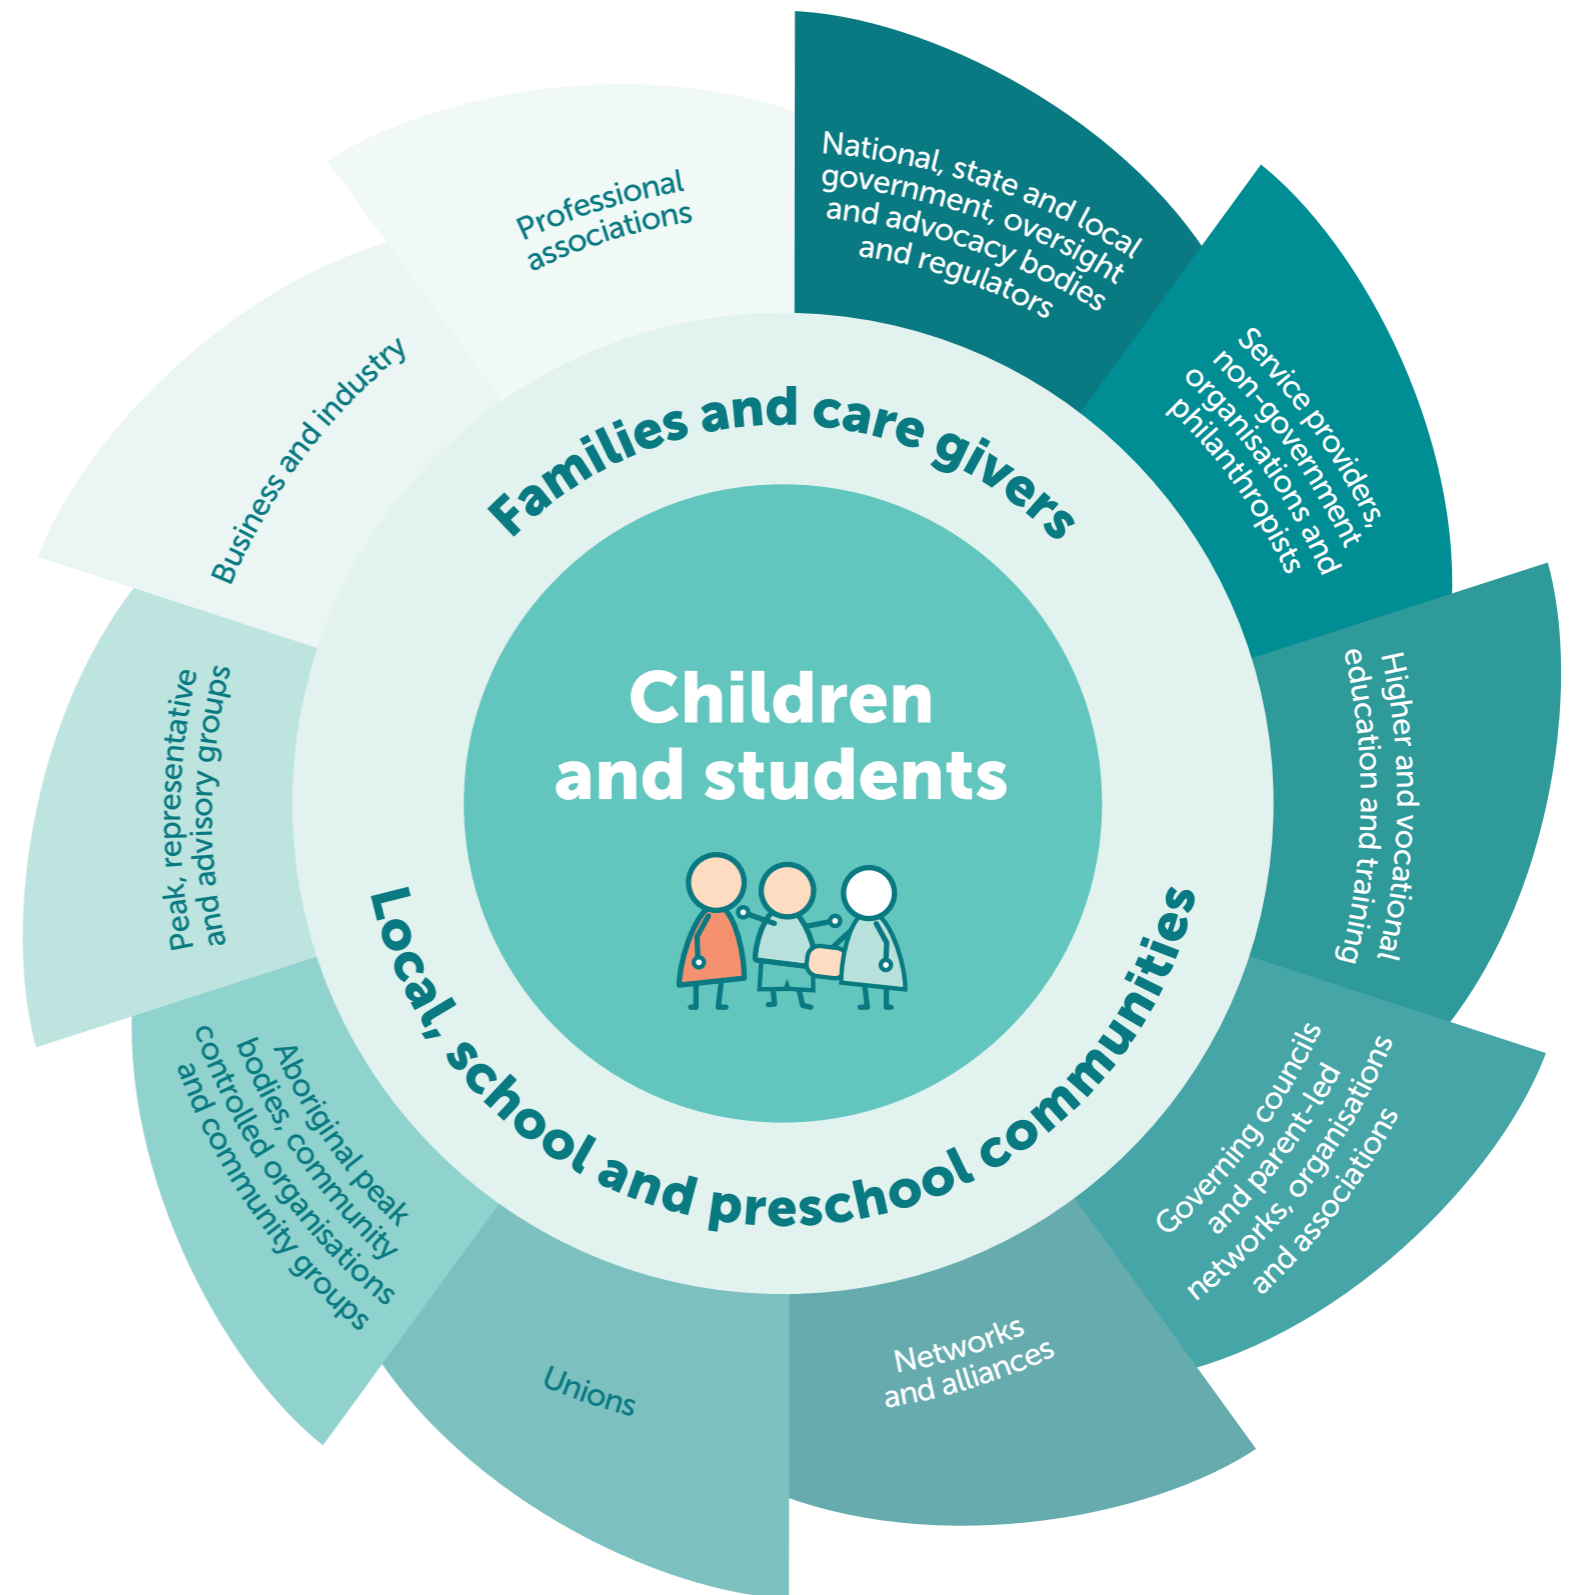 Children
and students
Families and care givers
Local, school and preschool communities
National, state and local
government, oversight
and advocacy bodies
and regulators
Service providers,
non-government
organisations and
philanthropists
Higher and vocational
education and training
Governing councils
and parent-led
networks, organisations
and associations
Networks
and alliances
Unions
Aboriginal peak
bodies, community
controlled organisations
and community groups
Peak, representative
and advisory groups
Business and industry
Professional
associations